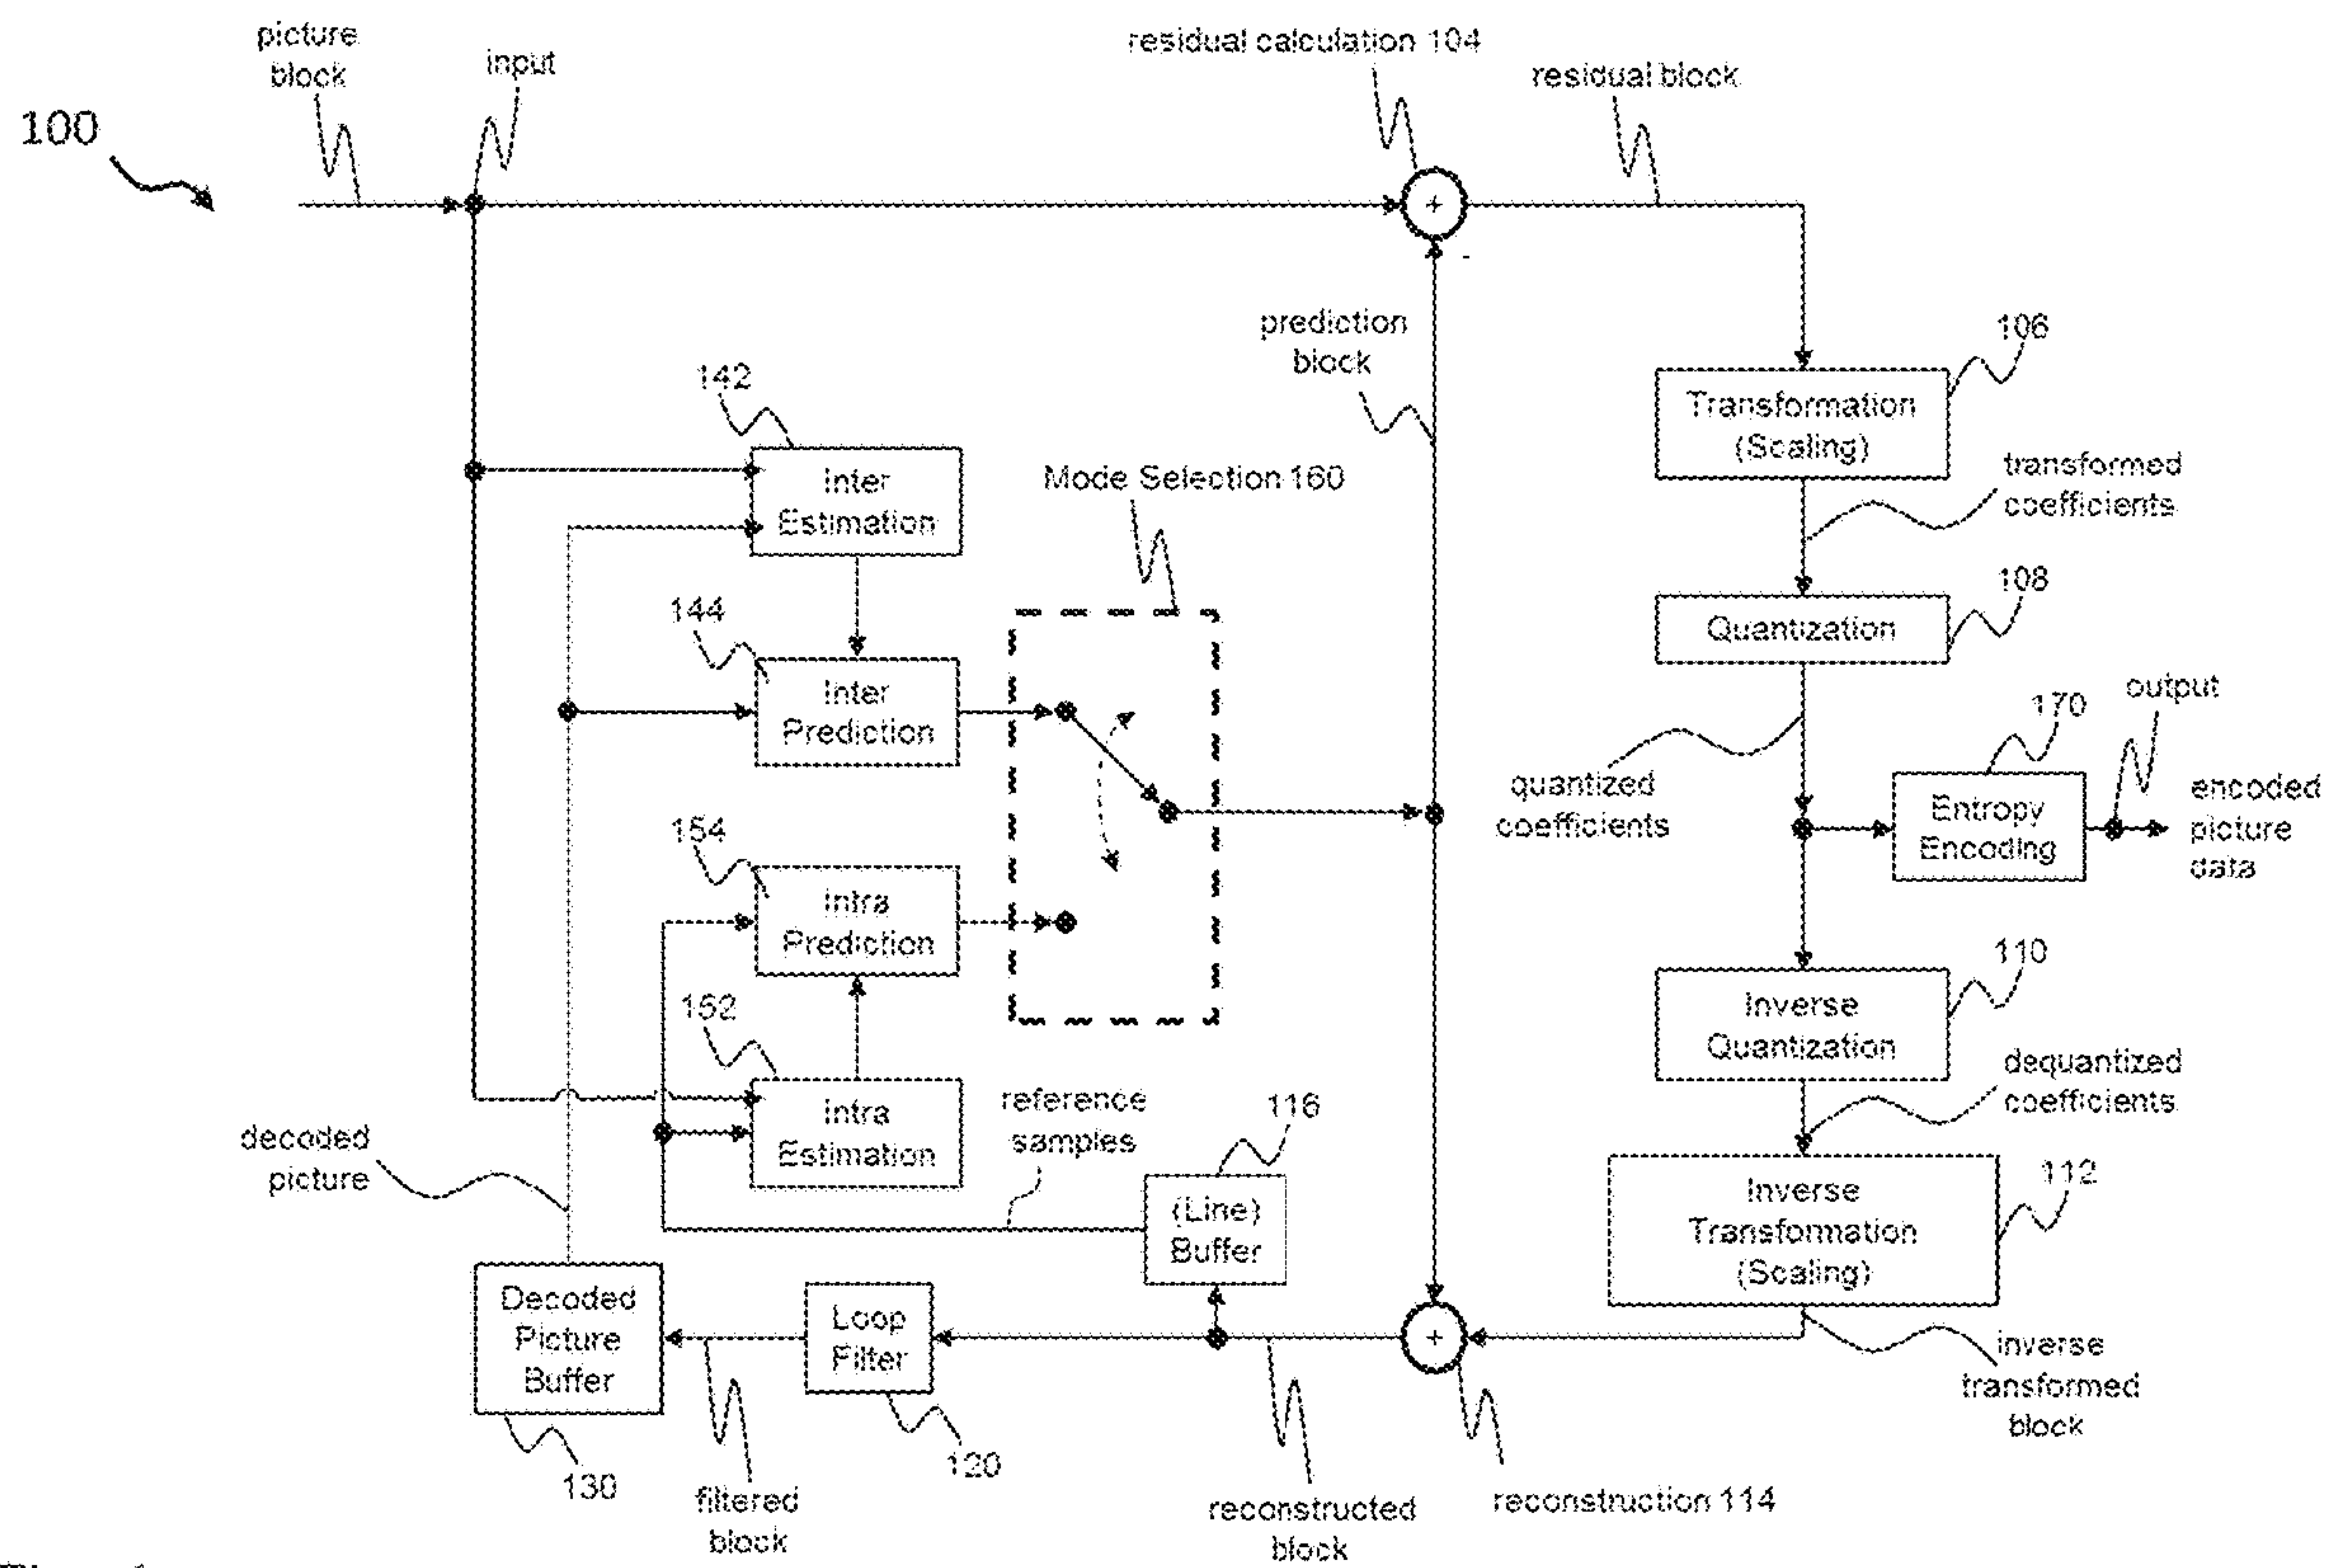 picture
block
input
residual calculation 104
residual block
100
prediction
block
106
Transformation
(Scaling)
transformed
coefficients
142
Inter
Estimation
Mode Selection 160
108
Quantization
144
Inter
Prediction
170
output
quantized
coefficients
Entropy
Encoding
encoded
picture
data
154
Intra
Prediction
110
Inverse
Quantization
152
Intra
Estimation
reference
samples
116
(Line)
Buffer
dequantized
coefficients
decoded
picture
112
Inverse
Transformation
(Scaling)
Decoded
Picture
Buffer
Loop
Filter
inverse
transformed
block
130
filtered
block
120
reconstructed
block
reconstruction 114